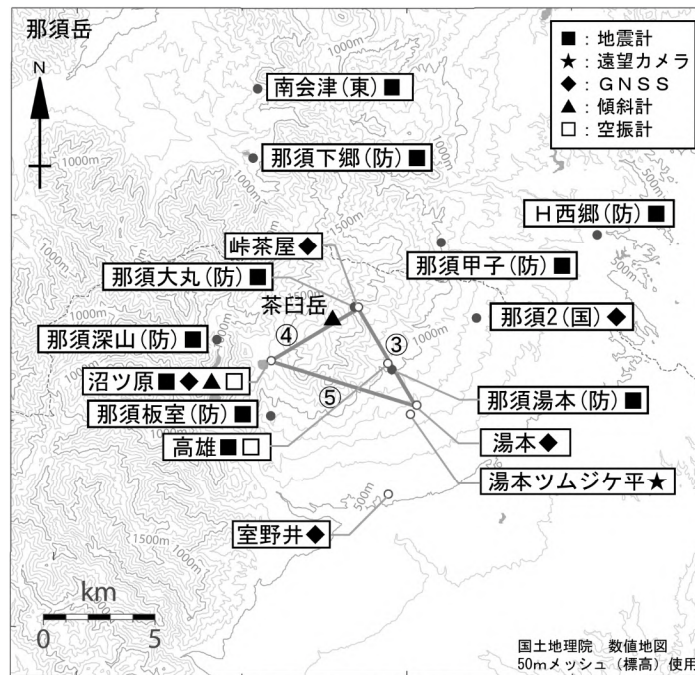 那須岳
■：地震計
★：遠望カメラ
◆：ＧＮＳＳ
▲：傾斜計
□：空振計
N
1000m
1000m
南会津(東)■
1000m
那須下郷(防)■
1500m
Ｈ西郷(防)■
峠茶屋◆
那須甲子(防)■
那須大丸(防)■
茶臼岳
1000m
那須2(国)◆
那須深山(防)■
④
③
沼ツ原■◆▲□
⑤
那須湯本(防)■
那須板室(防)■
高雄■□
湯本◆
湯本ツムジケ平★
500m
室野井◆
1500m
1000m
km
0 5
国土地理院 数値地図
50mメッシュ（標高）使用